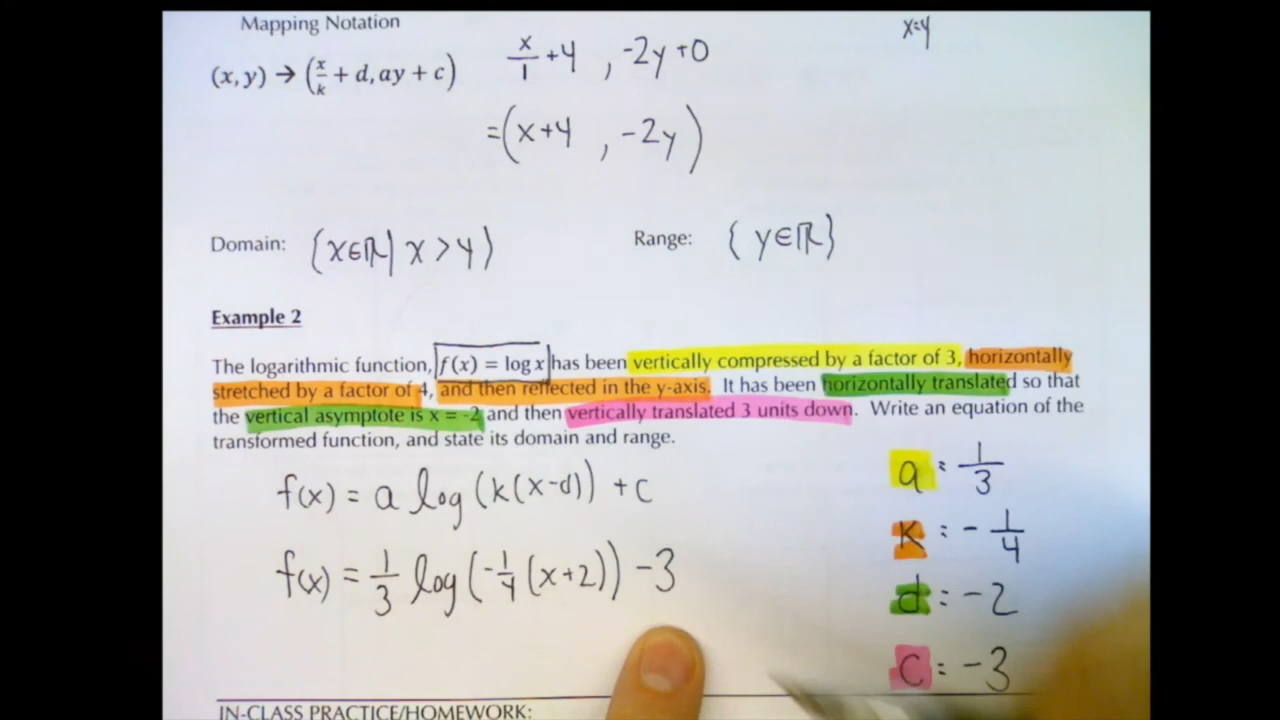 Mapping Notation
x=4
x/1 +4 , -2y+0
(x, y) → (x/k + d, ay + c)
=(x+4 , -2y)
Domain: {x∈ℝ| x>4} Range: {y∈ℝ}
Example 2
The logarithmic function, f(x) = log x has been vertically compressed by a factor of 3, horizontally
stretched by a factor of 4, and then reflected in the y-axis. It has been horizontally translated so that
the vertical asymptote is x = -2 and then vertically translated 3 units down. Write an equation of the
transformed function, and state its domain and range.
f(x) = a log(k(x-d)) +c
a = 1/3
k = -1/4
f(x) = 1/3 log(-1/4(x+2)) -3
d = -2
c = -3
IN-CLASS PRACTICE/HOMEWORK: